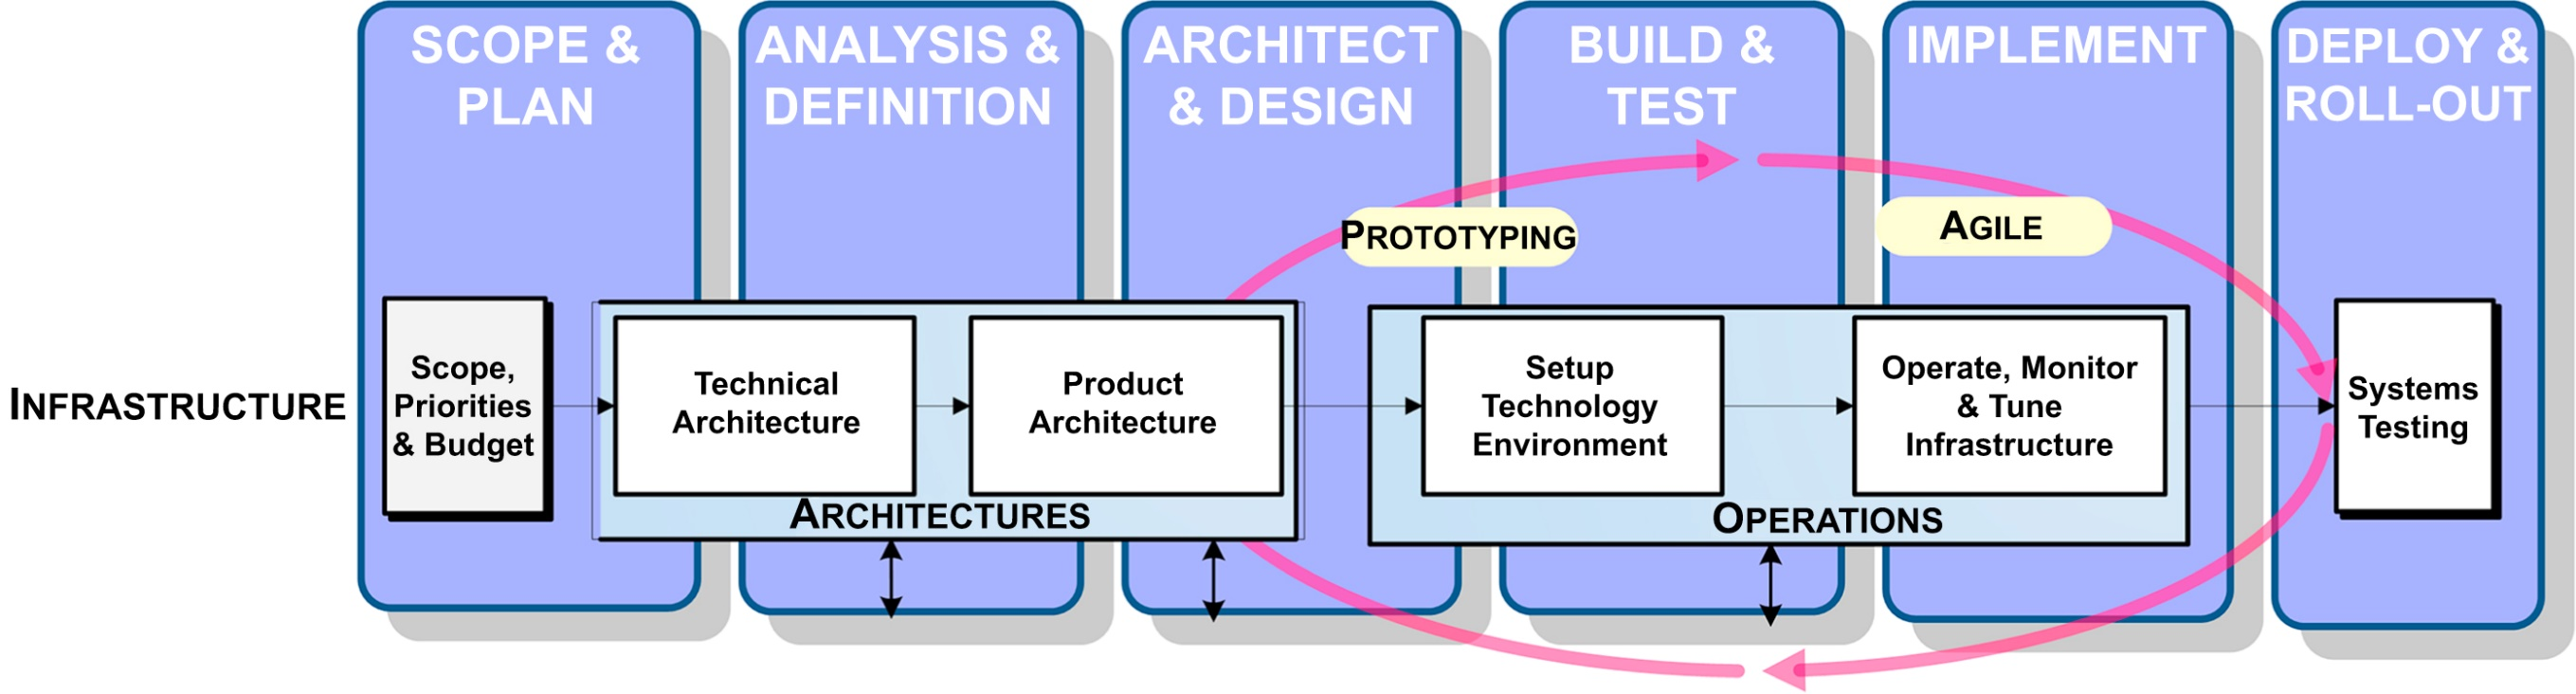 SCOPE &
PLAN
ANALYSIS &
DEFINITION
ARCHITECT
& DESIGN
BUILD &
TEST
IMPLEMENT
DEPLOY &
ROLL-OUT
PROTOTYPING
AGILE
INFRASTRUCTURE
Scope,
Priorities
& Budget
Technical
Architecture
Product
Architecture
ARCHITECTURES
Setup
Technology
Environment
Operate, Monitor
& Tune
Infrastructure
OPERATIONS
Systems
Testing